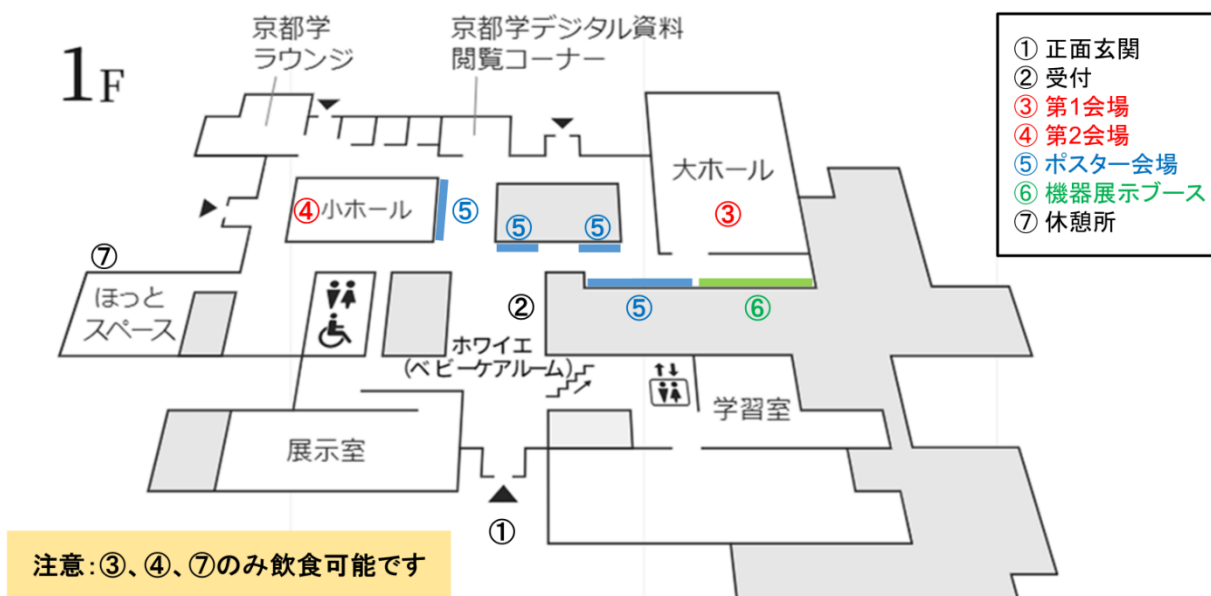 京都学
ラウンジ
京都学デジタル資料
閲覧コーナー
1F
① 正面玄関
② 受付
③ 第1会場
④ 第2会場
⑤ ポスター会場
⑥ 機器展示ブース
⑦ 休憩所
大ホール
③
④小ホール
⑤
⑤
⑤
⑦
ほっと
スペース
②
⑤
⑥
ホワイエ
(ベビーケアルーム)
学習室
展示室
①
注意:③、④、⑦のみ飲食可能です